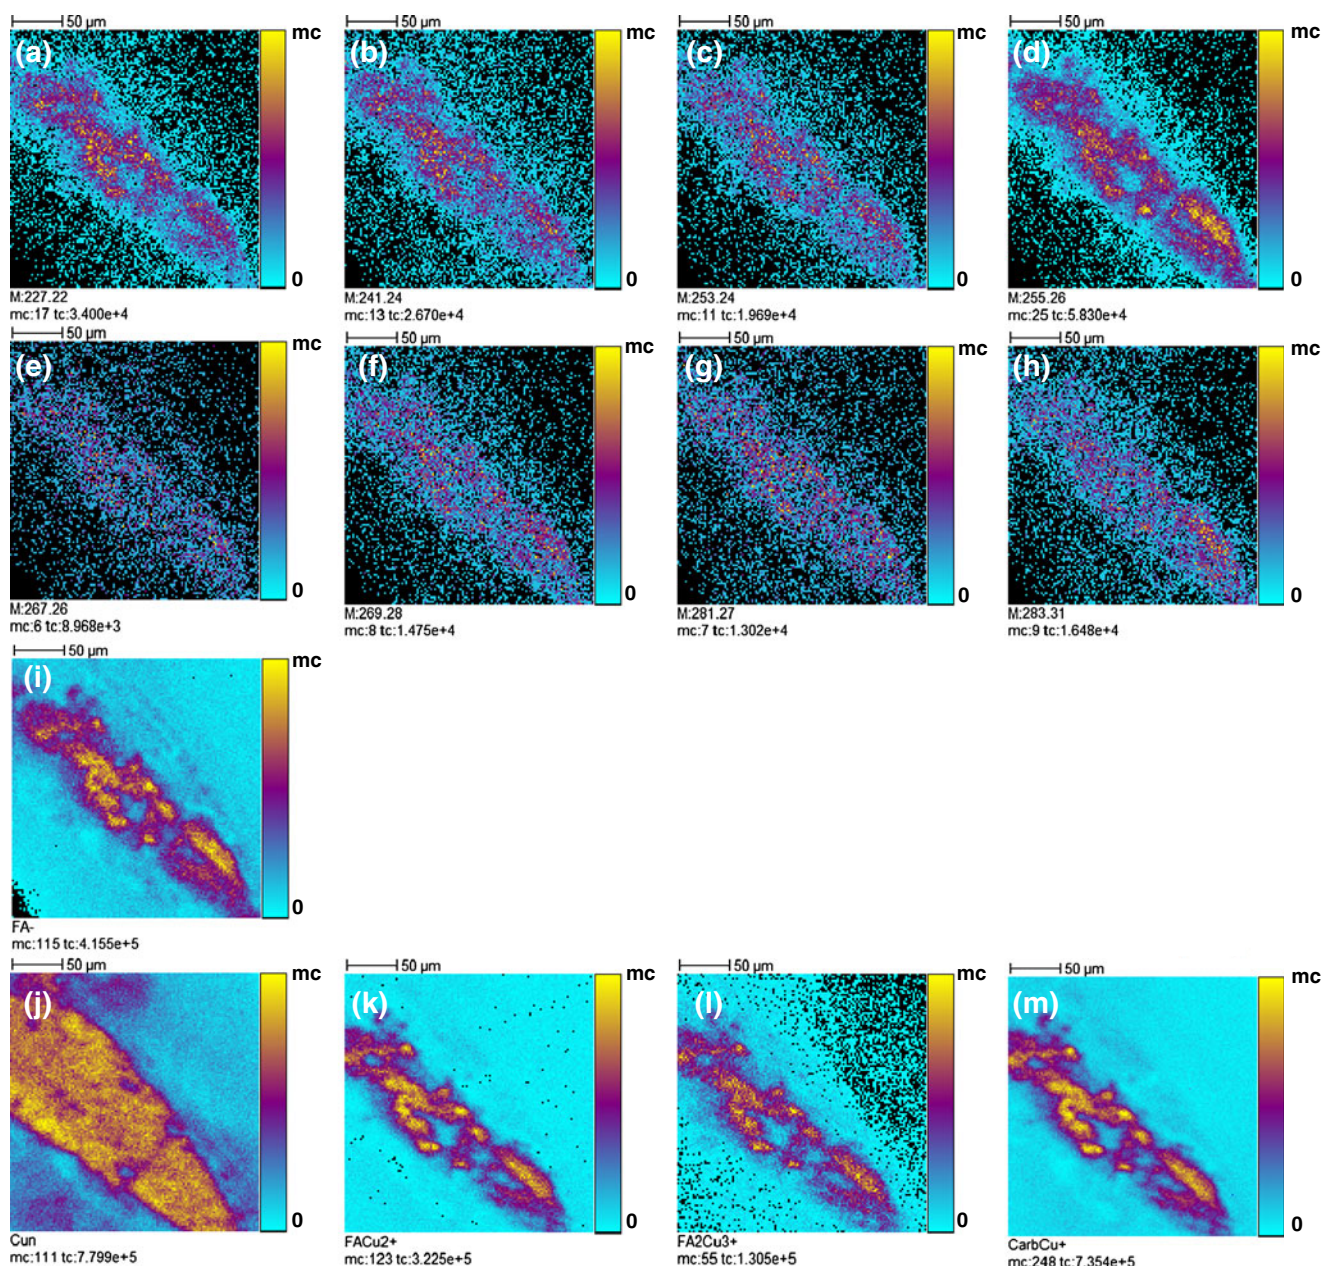 50 µm
50 µm
50 µm
50 µm
(a)
mc
(b)
mc
(c)
mc
(d)
mc
0
0
0
0
M:227.22
mc:17 tc:3.400e+4
M:241.24
mc:13 tc:2.670e+4
M:253.24
mc:11 tc:1.969e+4
M:255.26
mc:25 tc:5.830e+4
50 µm
50 µm
50 µm
50 µm
(e)
mc
(f)
mc
(g)
mc
(h)
mc
0
0
0
0
M:267.26
mc:6 tc:8.968e+3
M:269.28
mc:8 tc:1.475e+4
M:281.27
mc:7 tc:1.302e+4
M:283.31
mc:9 tc:1.648e+4
50 µm
(i)
mc
0
FA-
mc:115 tc:4.155e+5
50 µm
50 µm
50 µm
50 µm
(j)
mc
(k)
mc
(l)
mc
(m)
mc
0
0
0
0
Cun
mc:111 tc:7.799e+5
FACu2+
mc:123 tc:3.225e+5
FA2Cu3+
mc:55 tc:1.305e+5
CarbCu+
mc:248 tc:7.354e+5